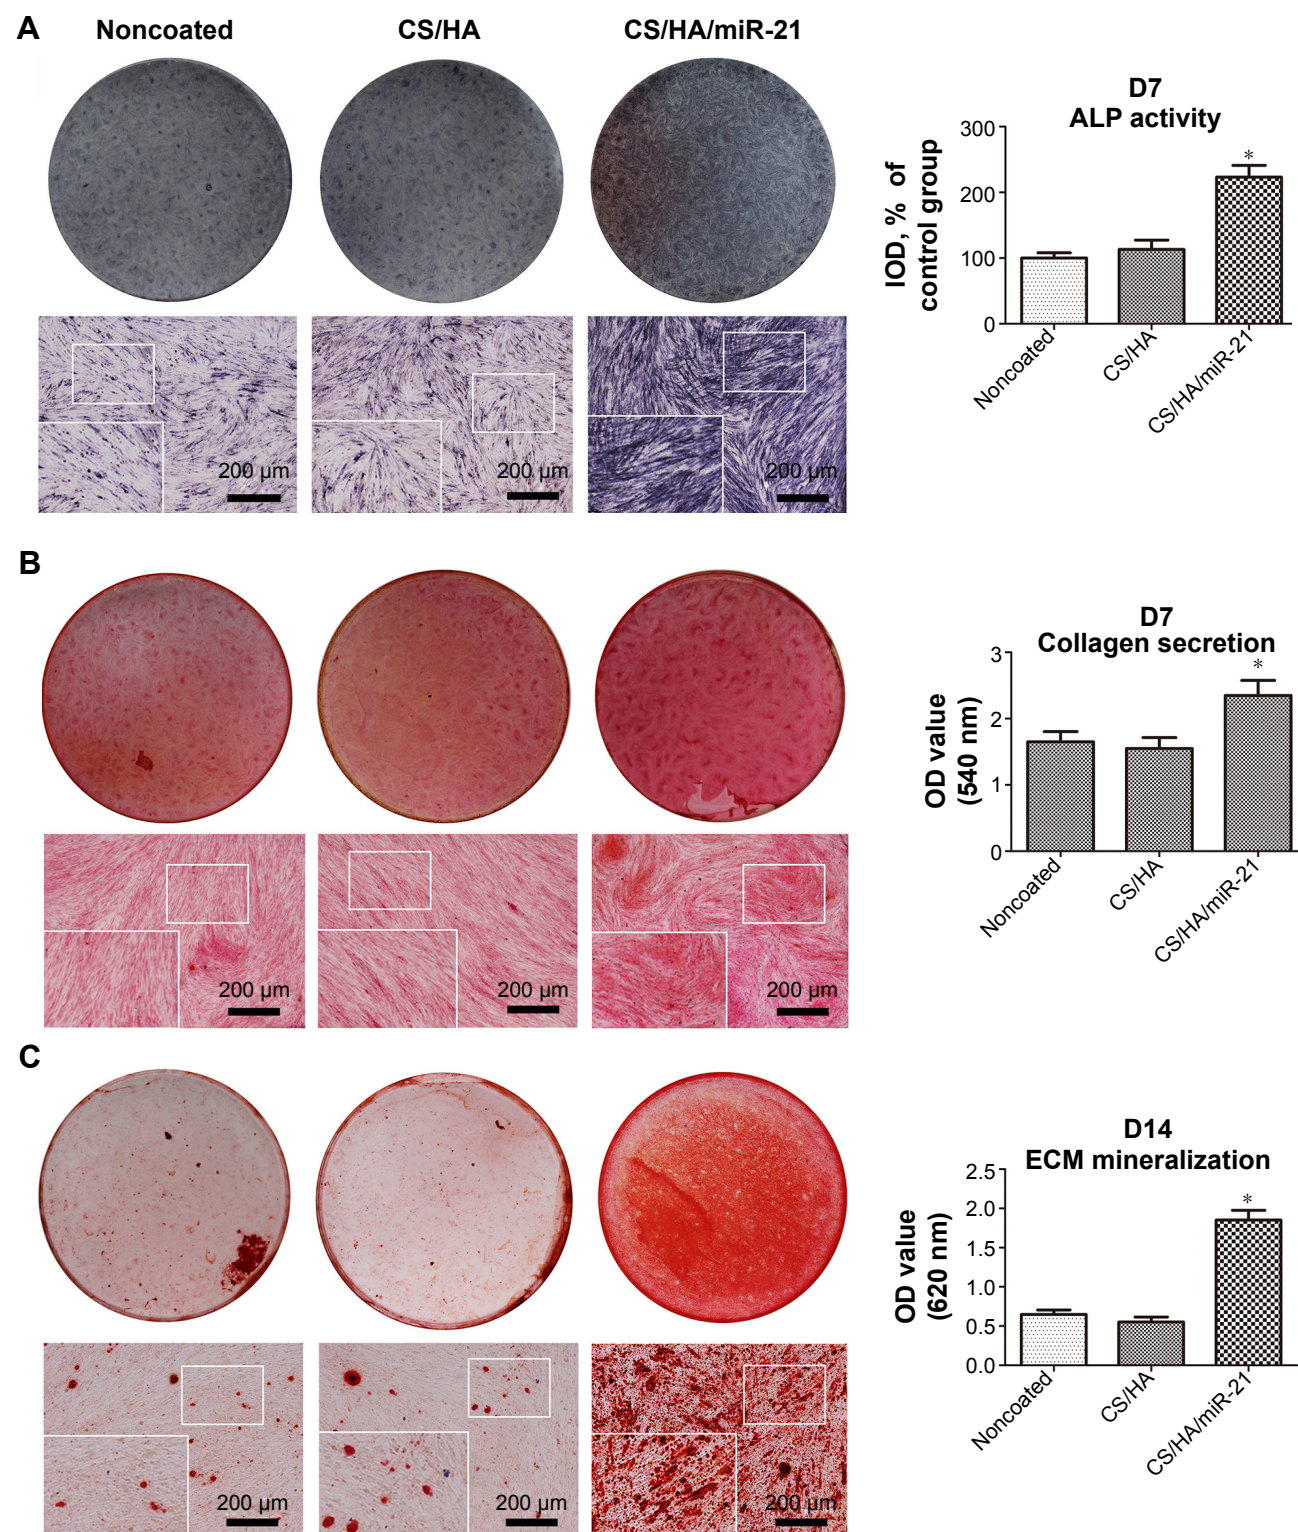 A
Noncoated
CS/HA
CS/HA/miR-21
200 µm
200 µm
200 µm
D7
ALP activity
IOD, % of
control group
300
200
100
0
*
Noncoated
CS/HA
CS/HA/miR-21
B
200 µm
200 µm
200 µm
D7
Collagen secretion
OD value
(540 nm)
3
2
1
0
*
Noncoated
CS/HA
CS/HA/miR-21
C
200 µm
200 µm
200 µm
D14
ECM mineralization
OD value
(620 nm)
2.5
2.0
1.5
1.0
0.5
0.0
*
Noncoated
CS/HA
CS/HA/miR-21